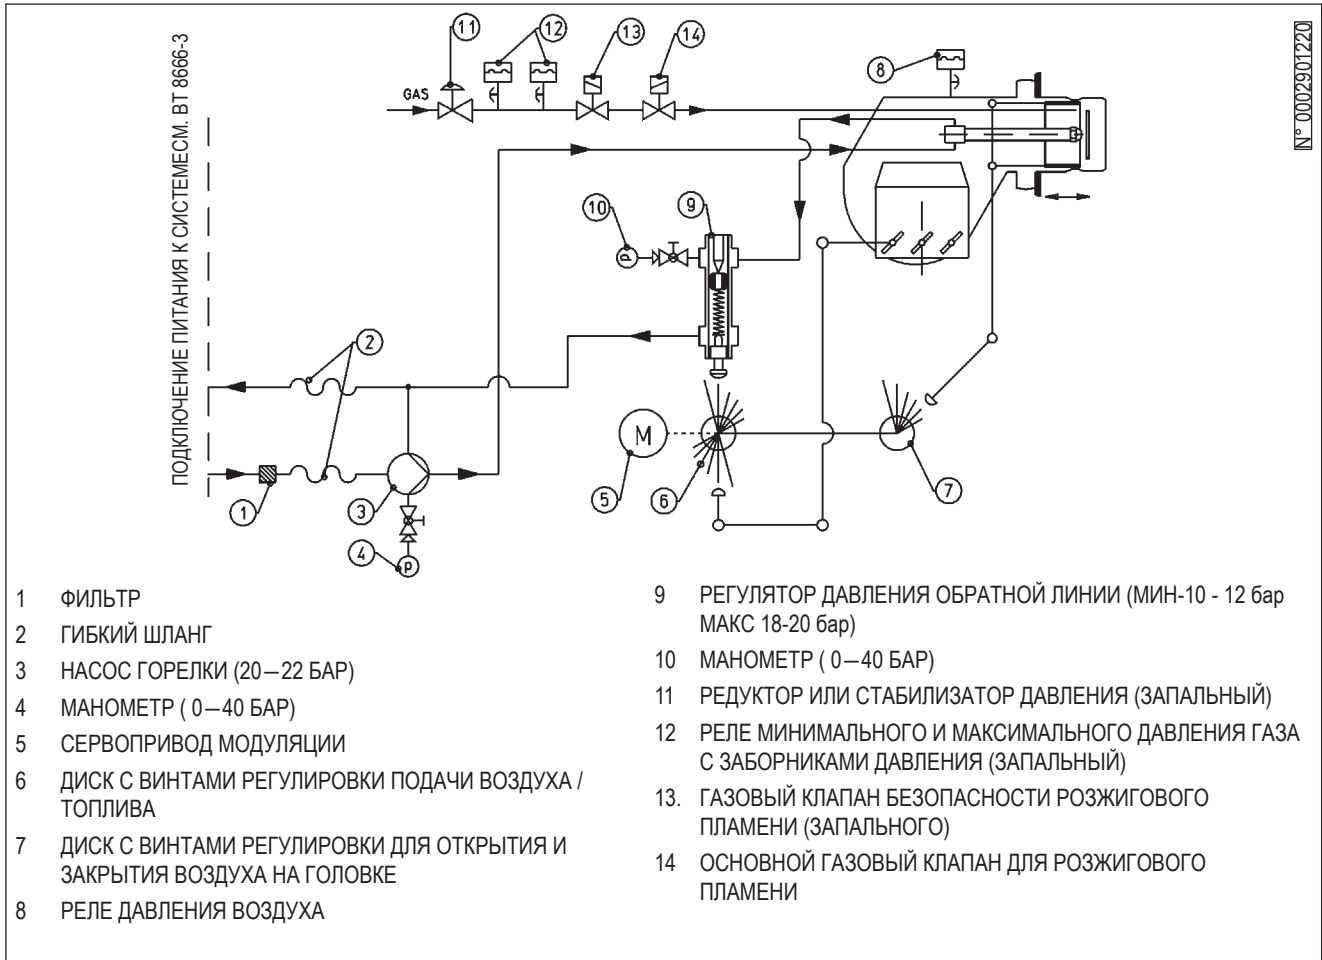 ПОДКЛЮЧЕНИЕ ПИТАНИЯ К СИСТЕМЕСМ. BT 8666-3
N° 0002901220
11
12
13
14
GAS
8
10
9
P
2
M
5
6
7
1
3
4
P
1 ФИЛЬТР
2 ГИБКИЙ ШЛАНГ
3 НАСОС ГОРЕЛКИ (20—22 БАР)
4 МАНОМЕТР ( 0—40 БАР)
5 СЕРВОПРИВОД МОДУЛЯЦИИ
6 ДИСК С ВИНТАМИ РЕГУЛИРОВКИ ПОДАЧИ ВОЗДУХА /
ТОПЛИВА
7 ДИСК С ВИНТАМИ РЕГУЛИРОВКИ ДЛЯ ОТКРЫТИЯ И
ЗАКРЫТИЯ ВОЗДУХА НА ГОЛОВКЕ
8 РЕЛЕ ДАВЛЕНИЯ ВОЗДУХА
9 РЕГУЛЯТОР ДАВЛЕНИЯ ОБРАТНОЙ ЛИНИИ (МИН-10 - 12 бар
МАКС 18-20 бар)
10 МАНОМЕТР ( 0—40 БАР)
11 РЕДУКТОР ИЛИ СТАБИЛИЗАТОР ДАВЛЕНИЯ (ЗАПАЛЬНЫЙ)
12 РЕЛЕ МИНИМАЛЬНОГО И МАКСИМАЛЬНОГО ДАВЛЕНИЯ ГАЗА
С ЗАБОРНИКАМИ ДАВЛЕНИЯ (ЗАПАЛЬНЫЙ)
13. ГАЗОВЫЙ КЛАПАН БЕЗОПАСНОСТИ РОЗЖИГОВОГО
ПЛАМЕНИ (ЗАПАЛЬНОГО)
14 ОСНОВНОЙ ГАЗОВЫЙ КЛАПАН ДЛЯ РОЗЖИГОВОГО
ПЛАМЕНИ